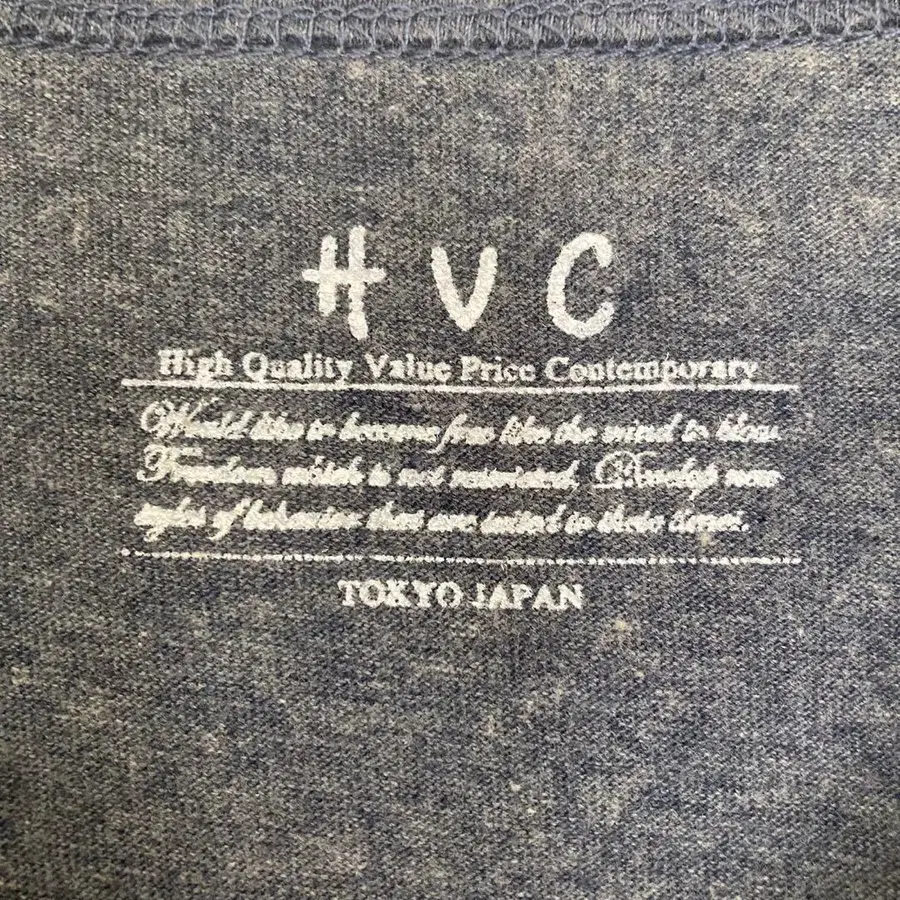 HVC
High Quality Value Price Contemporary
Would like to become free like the wind to blow.
Freedom which is not restricted. Develop new
styles of behavior that are suited to these times.
TOKYO JAPAN